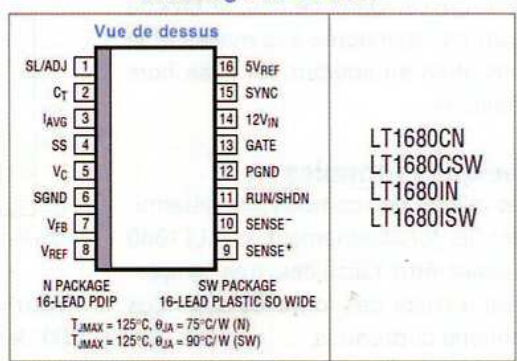 Vue de dessus
SL/ADJ 1
CT 2
IAVG 3
SS 4
VC 5
SGND 6
VFB 7
VREF 8
16 5VREF
15 SYNC
14 12VIN
13 GATE
12 PGND
11 RUN/SHDN
10 SENSE–
9 SENSE+
N PACKAGE
16-LEAD PDIP
SW PACKAGE
16-LEAD PLASTIC SO WIDE
TJMAX = 125°C, θJA = 75°C/W (N)
TJMAX = 125°C, θJA = 90°C/W (SW)
LT1680CN
LT1680CSW
LT1680IN
LT1680ISW